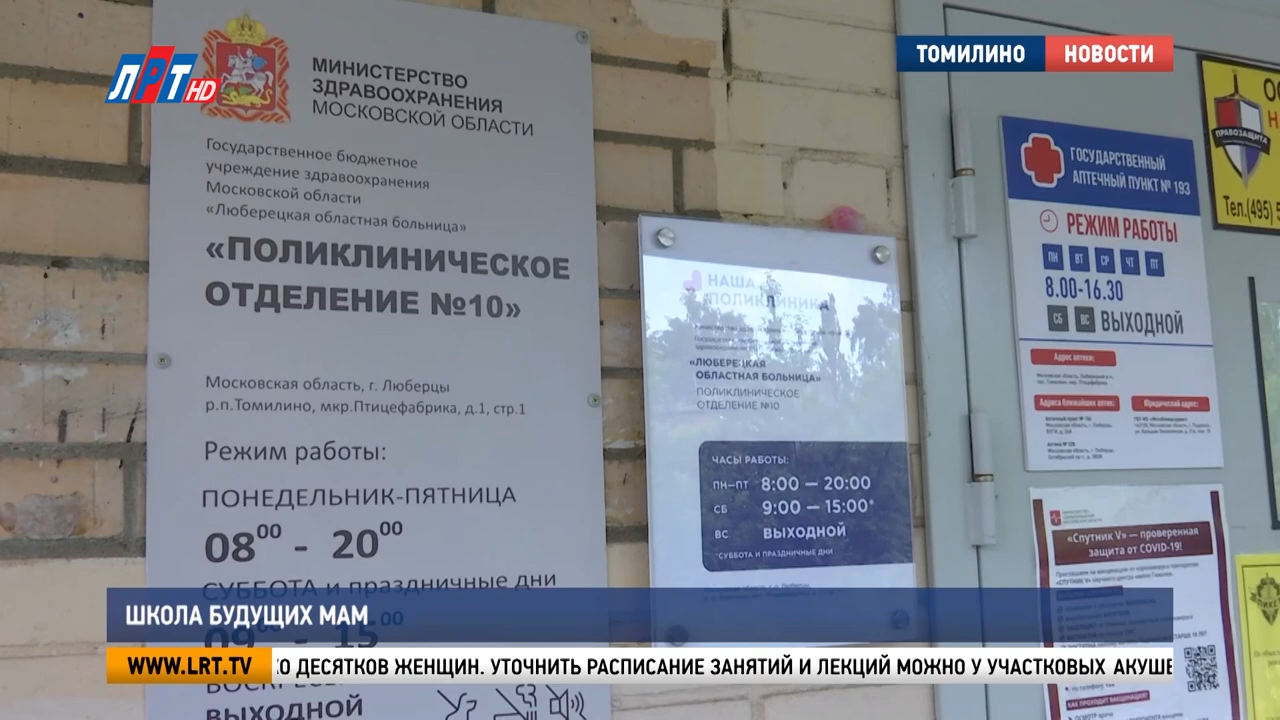 ЛРТ HD
ТОМИЛИНО НОВОСТИ
МИНИСТЕРСТВО
ЗДРАВООХРАНЕНИЯ
МОСКОВСКОЙ ОБЛАСТИ
Государственное бюджетное
учреждение здравоохранения
Московской области
«Люберецкая областная больница»
«ПОЛИКЛИНИЧЕСКОЕ
ОТДЕЛЕНИЕ №10»
Московская область, г. Люберцы
р.п.Томилино, мкр.Птицефабрика, д.1, стр.1
Режим работы:
ПОНЕДЕЛЬНИК-ПЯТНИЦА
08⁰⁰ - 20⁰⁰
СУББОТА и праздничные дни
09⁰⁰ - 15⁰⁰
ВЫХОДНОЙ
НАША
ПОЛИКЛИНИКА
«ЛЮБЕРЕЦКАЯ
ОБЛАСТНАЯ БОЛЬНИЦА»
ПОЛИКЛИНИЧЕСКОЕ
ОТДЕЛЕНИЕ №10
ЧАСЫ РАБОТЫ:
ПН–ПТ 8:00 — 20:00
СБ 9:00 — 15:00*
ВС ВЫХОДНОЙ
*СУББОТА И ПРАЗДНИЧНЫЕ ДНИ
ГОСУДАРСТВЕННЫЙ
АПТЕЧНЫЙ ПУНКТ № 193
РЕЖИМ РАБОТЫ
ПН ВТ СР ЧТ ПТ
8.00-16.30
СБ ВС ВЫХОДНОЙ
Адрес аптеки:
Адреса ближайших аптек: Юридический адрес:
ПРАВОЗАЩИТА
Тел.(495)
«Спутник V» — проверенная
защита от COVID-19!
ШКОЛА БУДУЩИХ МАМ
WWW.LRT.TV
КО ДЕСЯТКОВ ЖЕНЩИН. УТОЧНИТЬ РАСПИСАНИЕ ЗАНЯТИЙ И ЛЕКЦИЙ МОЖНО У УЧАСТКОВЫХ АКУШЕ